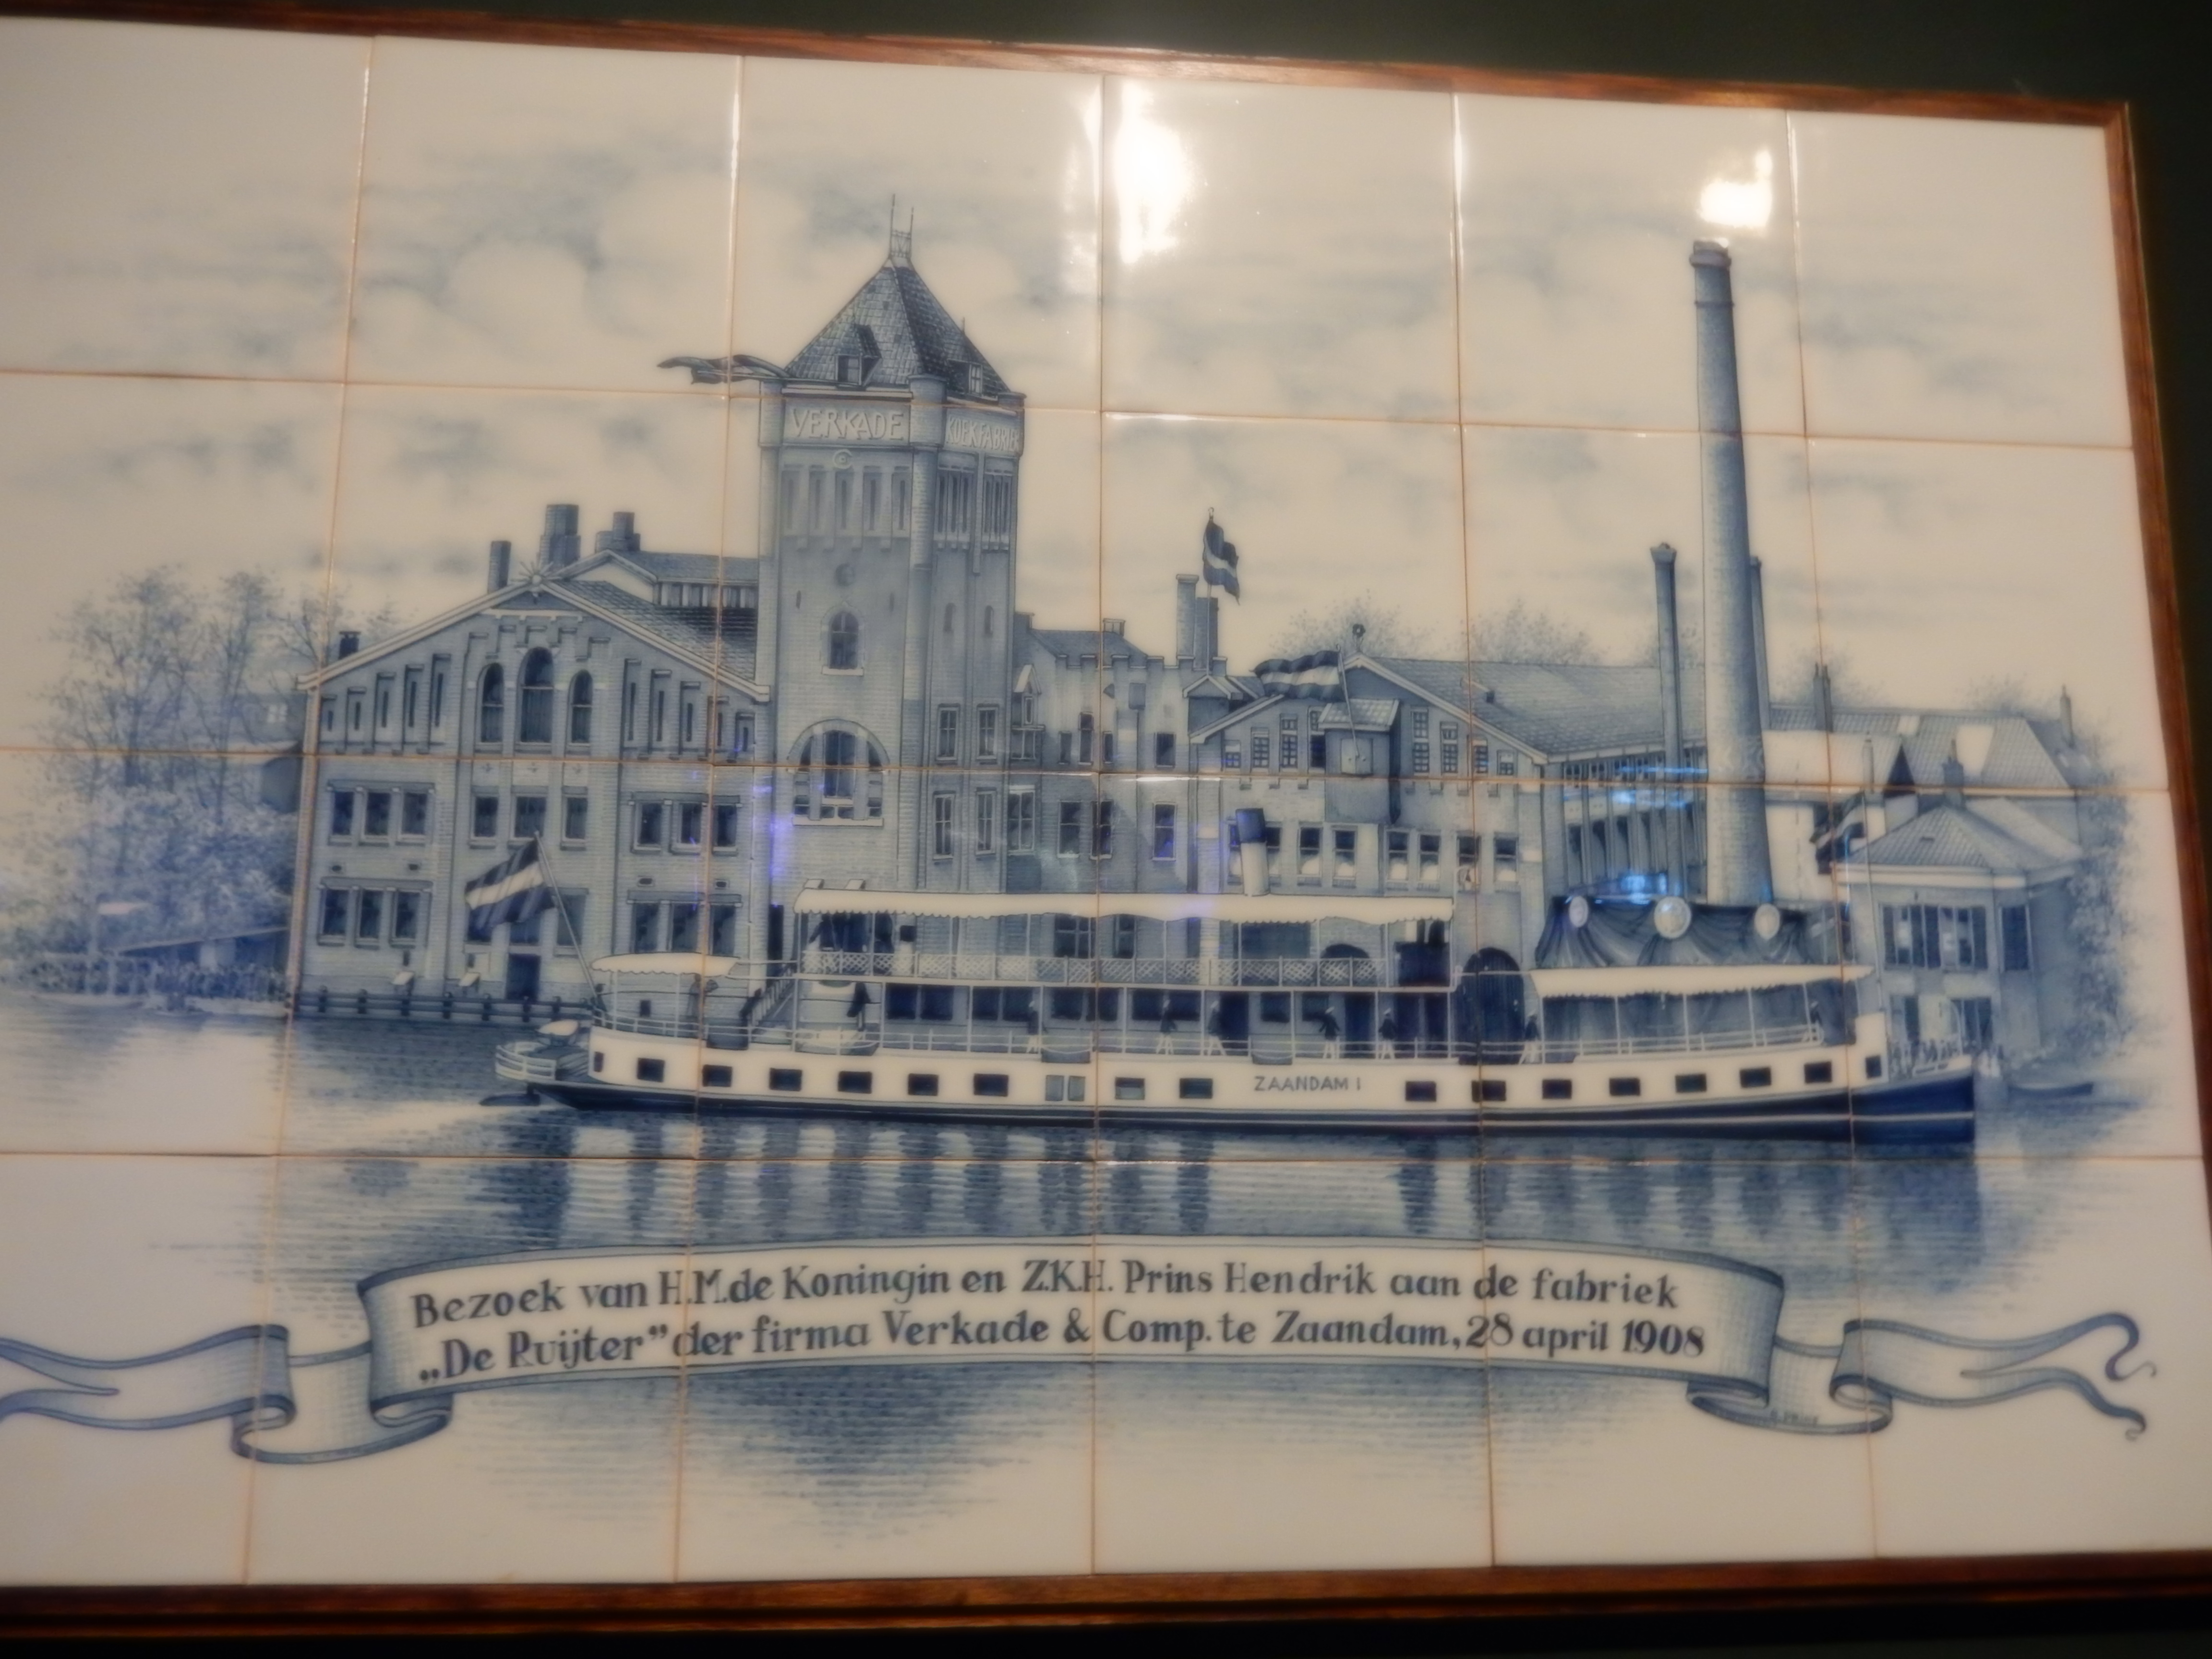 VERKADE
KOEKFABRIEK
ZAANDAM I
Bezoek van H.M. de Koningin en Z.K.H. Prins Hendrik aan de fabriek
„De Ruijter” der firma Verkade & Comp. te Zaandam, 28 april 1908